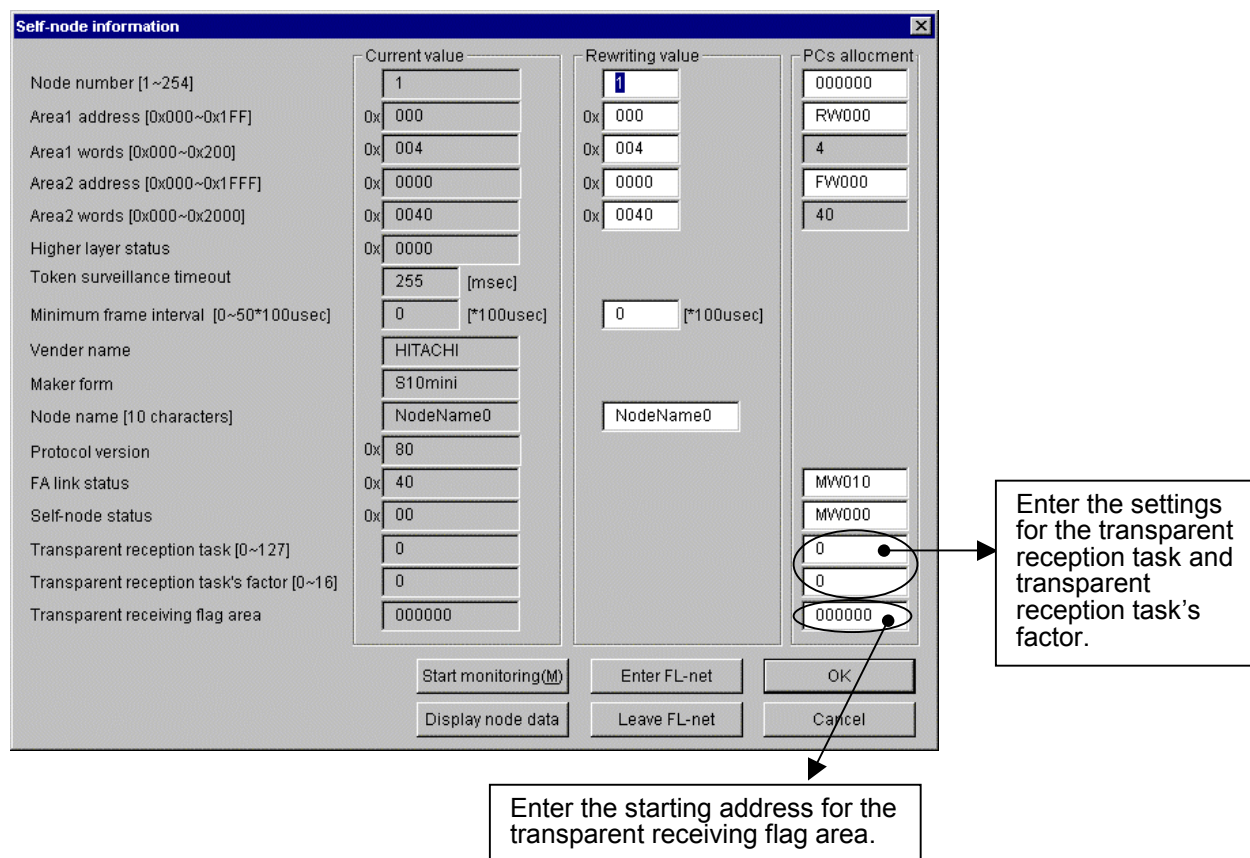 Self-node information
Current value Rewriting value PCs allocment
Node number [1~254] 1 1 000000
Area1 address [0x000~0x1FF] 0x 000 0x 000 RW000
Area1 words [0x000~0x200] 0x 004 0x 004 4
Area2 address [0x000~0x1FFF] 0x 0000 0x 0000 FW000
Area2 words [0x000~0x2000] 0x 0040 0x 0040 40
Higher layer status 0x 0000
Token surveillance timeout 255 [msec]
Minimum frame interval [0~50*100usec] 0 [*100usec] 0 [*100usec]
Vender name HITACHI
Maker form S10mini
Node name [10 characters] NodeName0 NodeName0
Protocol version 0x 80
FA link status 0x 40 MW010
Self-node status 0x 00 MW000
Transparent reception task [0~127] 0 0
Transparent reception task's factor [0~16] 0 0
Transparent receiving flag area 000000 000000
Start monitoring(M) Enter FL-net OK
Display node data Leave FL-net Cancel
Enter the settings
for the transparent
reception task and
transparent
reception task’s
factor.
Enter the starting address for the
transparent receiving flag area.